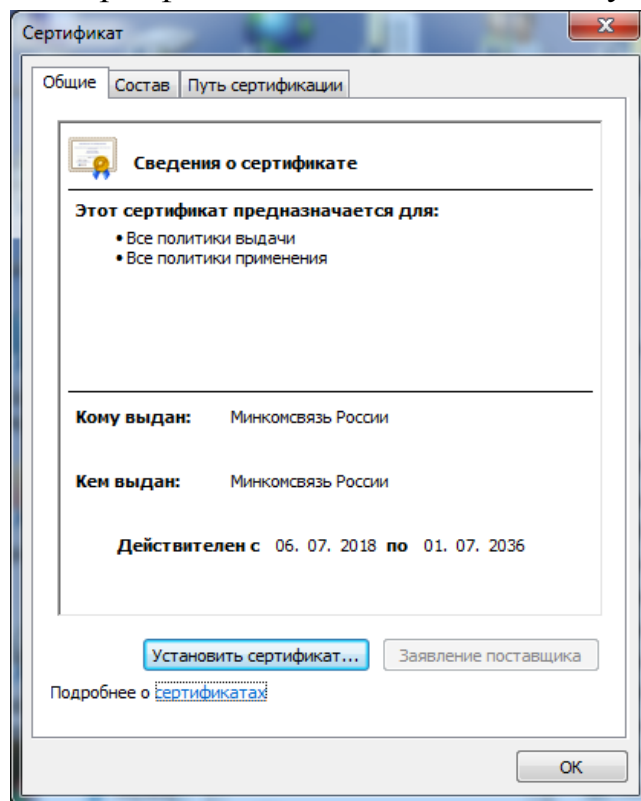 Сертификат
Общие Состав Путь сертификации
Сведения о сертификате
Этот сертификат предназначается для:
• Все политики выдачи
• Все политики применения
Кому выдан: Минкомсвязь России
Кем выдан: Минкомсвязь России
Действителен с 06. 07. 2018 по 01. 07. 2036
Установить сертификат... Заявление поставщика
Подробнее о сертификатах
ОК